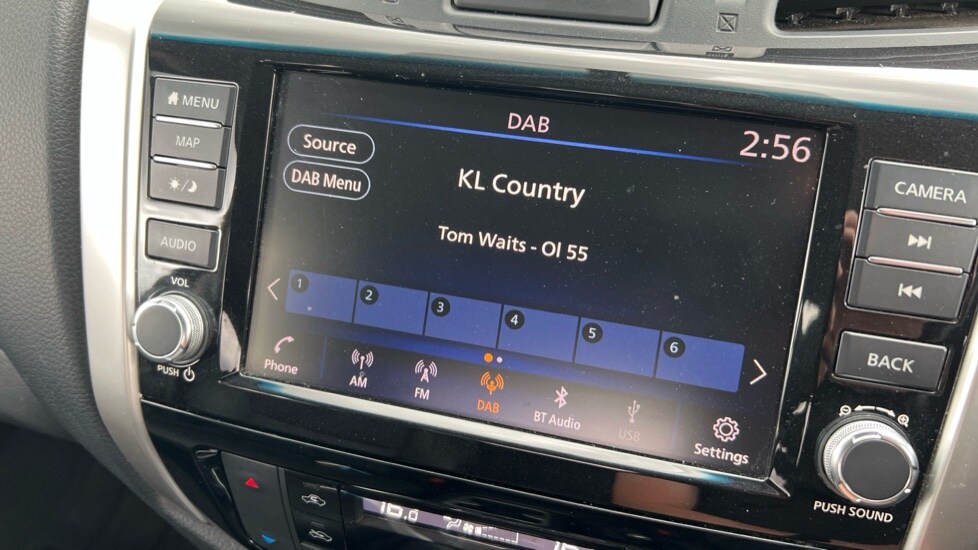 DAB
2:56
Source
DAB Menu
KL Country
Tom Waits - Ol 55
1
2
3
4
5
6
Phone
AM
FM
DAB
BT Audio
USB
Settings
MENU
MAP
AUDIO
VOL
PUSH
CAMERA
BACK
PUSH SOUND